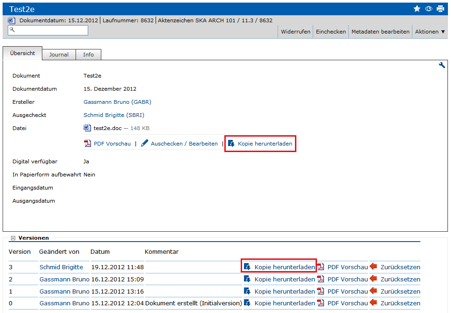 Test2e
Dokumentdatum: 15.12.2012 | Laufnummer: 8632 | Aktenzeichen SKA ARCH 101 / 11.3 / 8632
Widerrufen | Einchecken | Metadaten bearbeiten | Aktionen ▼
Übersicht Journal Info
Dokument Test2e
Dokumentdatum 15. Dezember 2012
Ersteller Gassmann Bruno (GABR)
Ausgecheckt Schmid Brigitte (SBRI)
Datei test2e.doc — 148 KB
PDF Vorschau | Auschecken / Bearbeiten | Kopie herunterladen
Digital verfügbar Ja
In Papierform aufbewahrt Nein
Eingangsdatum
Ausgangsdatum
Versionen
Version Geändert von Datum Kommentar
3 Schmid Brigitte 19.12.2012 11:48 Kopie herunterladen PDF Vorschau Zurücksetzen
2 Gassmann Bruno 16.12.2012 15:09 Kopie herunterladen PDF Vorschau Zurücksetzen
1 Gassmann Bruno 15.12.2012 13:16 Kopie herunterladen PDF Vorschau Zurücksetzen
0 Gassmann Bruno 15.12.2012 12:04 Dokument erstellt (Initialversion) Kopie herunterladen PDF Vorschau Zurücksetzen